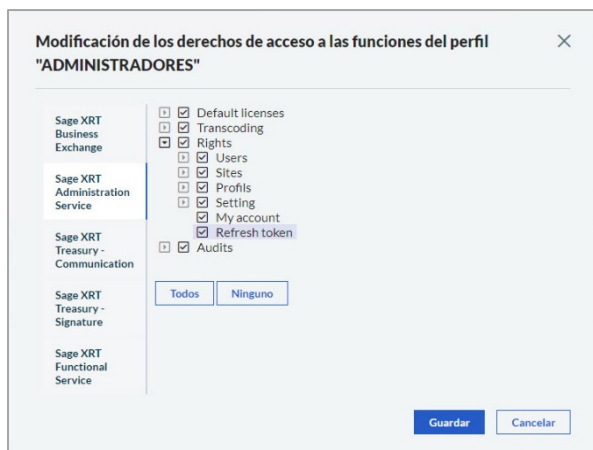 Modificación de los derechos de acceso a las funciones del perfil
"ADMINISTRADORES"
Sage XRT
Business
Exchange
Sage XRT
Administration
Service
Sage XRT
Treasury -
Communication
Sage XRT
Treasury -
Signature
Sage XRT
Functional
Service
Default licenses
Transcoding
Rights
Users
Sites
Profils
Setting
My account
Refresh token
Audits
Todos
Ninguno
Guardar
Cancelar